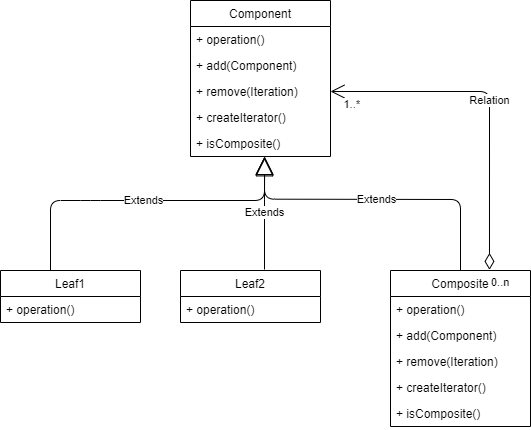 Component
+ operation()
+ add(Component)
+ remove(Iteration)
+ createIterator()
+ isComposite()
1..*
Relation
Extends
Extends
Extends
Leaf1
+ operation()
Leaf2
+ operation()
Composite
0..n
+ operation()
+ add(Component)
+ remove(Iteration)
+ createIterator()
+ isComposite()